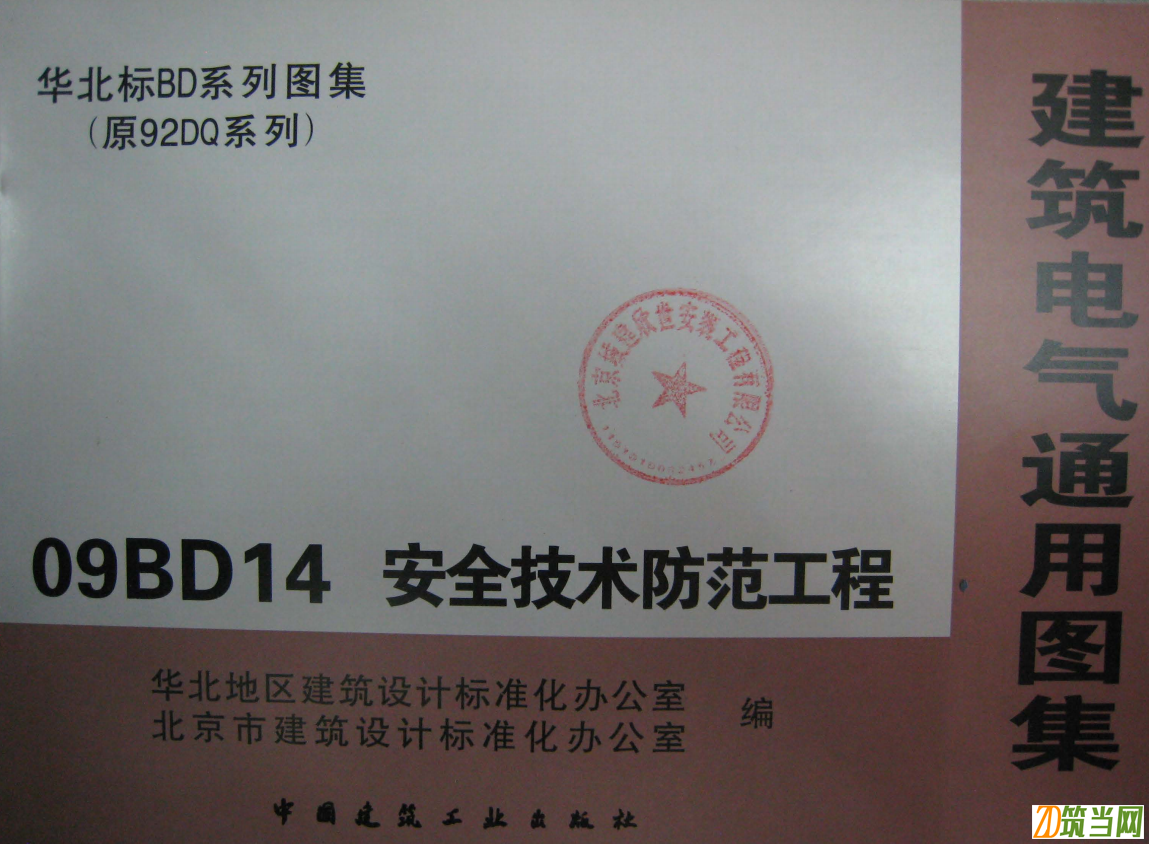 华北标BD系列图集
（原92DQ系列）
建筑电气通用图集
09BD14 安全技术防范工程
华北地区建筑设计标准化办公室
北京市建筑设计标准化办公室
编
中国建筑工业出版社
筑当网